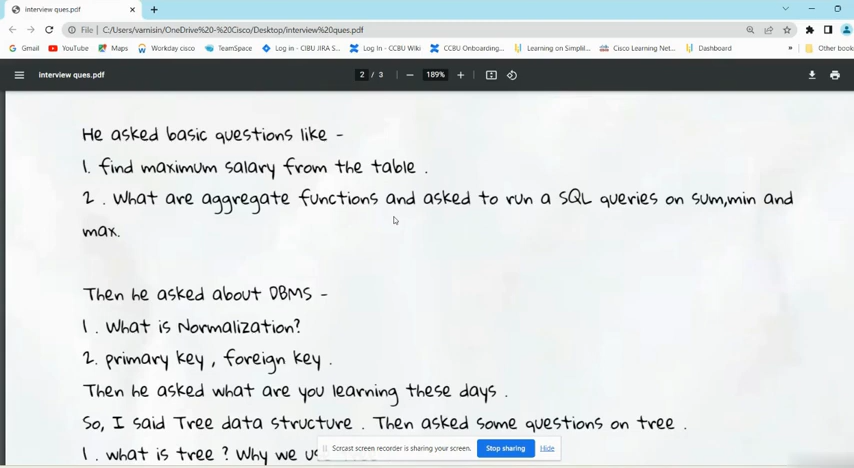 interview ques.pdf
File | C:/Users/varnisin/OneDrive%20-%20Cisco/Desktop/interview%20ques.pdf
Gmail YouTube Maps Workday cisco TeamSpace Log in - CIBU JIRA S... Log In - CCBU Wiki CCBU Onboarding... Learning on Simplil... Cisco Learning Net... Dashboard » Other book
interview ques.pdf 2 / 3 — 189% +
He asked basic questions like -
1. find maximum salary from the table .
2 . What are aggregate functions and asked to run a SQL queries on sum,min and
max.
Then he asked about DBMS -
1 . What is Normalization?
2. primary key , foreign key .
Then he asked what are you learning these days .
So, I said Tree data structure . Then asked some questions on tree .
1 . what is tree ? Why we us
Scrcast screen recorder is sharing your screen. Stop sharing Hide